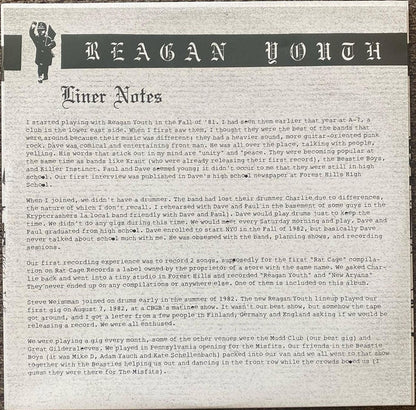 REAGAN YOUTH
Liner Notes
I started playing with Reagan Youth in the Fall of '81. I had seen them earlier that year at A-7, a
club in the lower east side. When I first saw them, I thought they were the best of the bands that
were around because their music was different; they had a heavier sound, more guitar-oriented punk
rock. Dave was comical and entertaining front man. He was all over the place, talking with people,
yelling. His words that stick out in my mind are "unity" and "peace. They were becoming popular at
the same time as bands like Kraut (who were already releasing their first record), the Beastie Boys,
and Killer Instinct. Paul and Dave seemed young; it didn't occur to me that they were still in high
school. Our first interview was published in Dave's high school newspaper at Forest Hills High
School.
When I joined, we didn't have a drummer. The band had lost their drummer Charlie due to differences,
the nature of which I don't recall. I rehearsed with Dave and Paul in the basement of some guys in the
Kryptcrashers (a local band friendly with Dave and Paul). Dave would play drums just to keep the
time. We didn't do any gigs during this time. We would meet every Saturday morning and play. Dave and
Paul graduated from high school. Dave enrolled to start NYU in the Fall of 1982, but basically Dave
never talked about school much with me. He was obsessed with the band, planning shows, and recording
sessions.
Our first recording experience was to record 2 songs, supposedly for the first "Rat Cage" compila-
tion on Rat Cage Records a label owned by the proprietor of a store with the same name. We asked Char-
lie back and went into a tiny studio in Forest Hills and recorded "Reagan Youth" and "New Aryans"
They never ended up on any compilations or anywhere else. One of them is included on this album.
Steve Weissman joined on drums early in the summer of 1982. The new Reagan Youth lineup played our
first gig on August 7, 1982, at a CBGB's matinee show. It wasn't our best show, but somehow the tape
got around, and I got a letter from a few people in Finland, Germany and England asking if we would be
releasing a record. We were all enthused.
We were playing a gig every month, some of the other venues were the Mudd Club (our best gig) and
Great Gildersleeves. We played in Pennsylvania opening for the Misfits. Our friends in the Beastie
Boys (it was Mike D, Adam Yauch and Kate Schellenbach) packed into our van and we all went to that show
together with the Beasties helping us out and dancing in the front row while the crowds booed us (I
guess they were there for The Misfits).